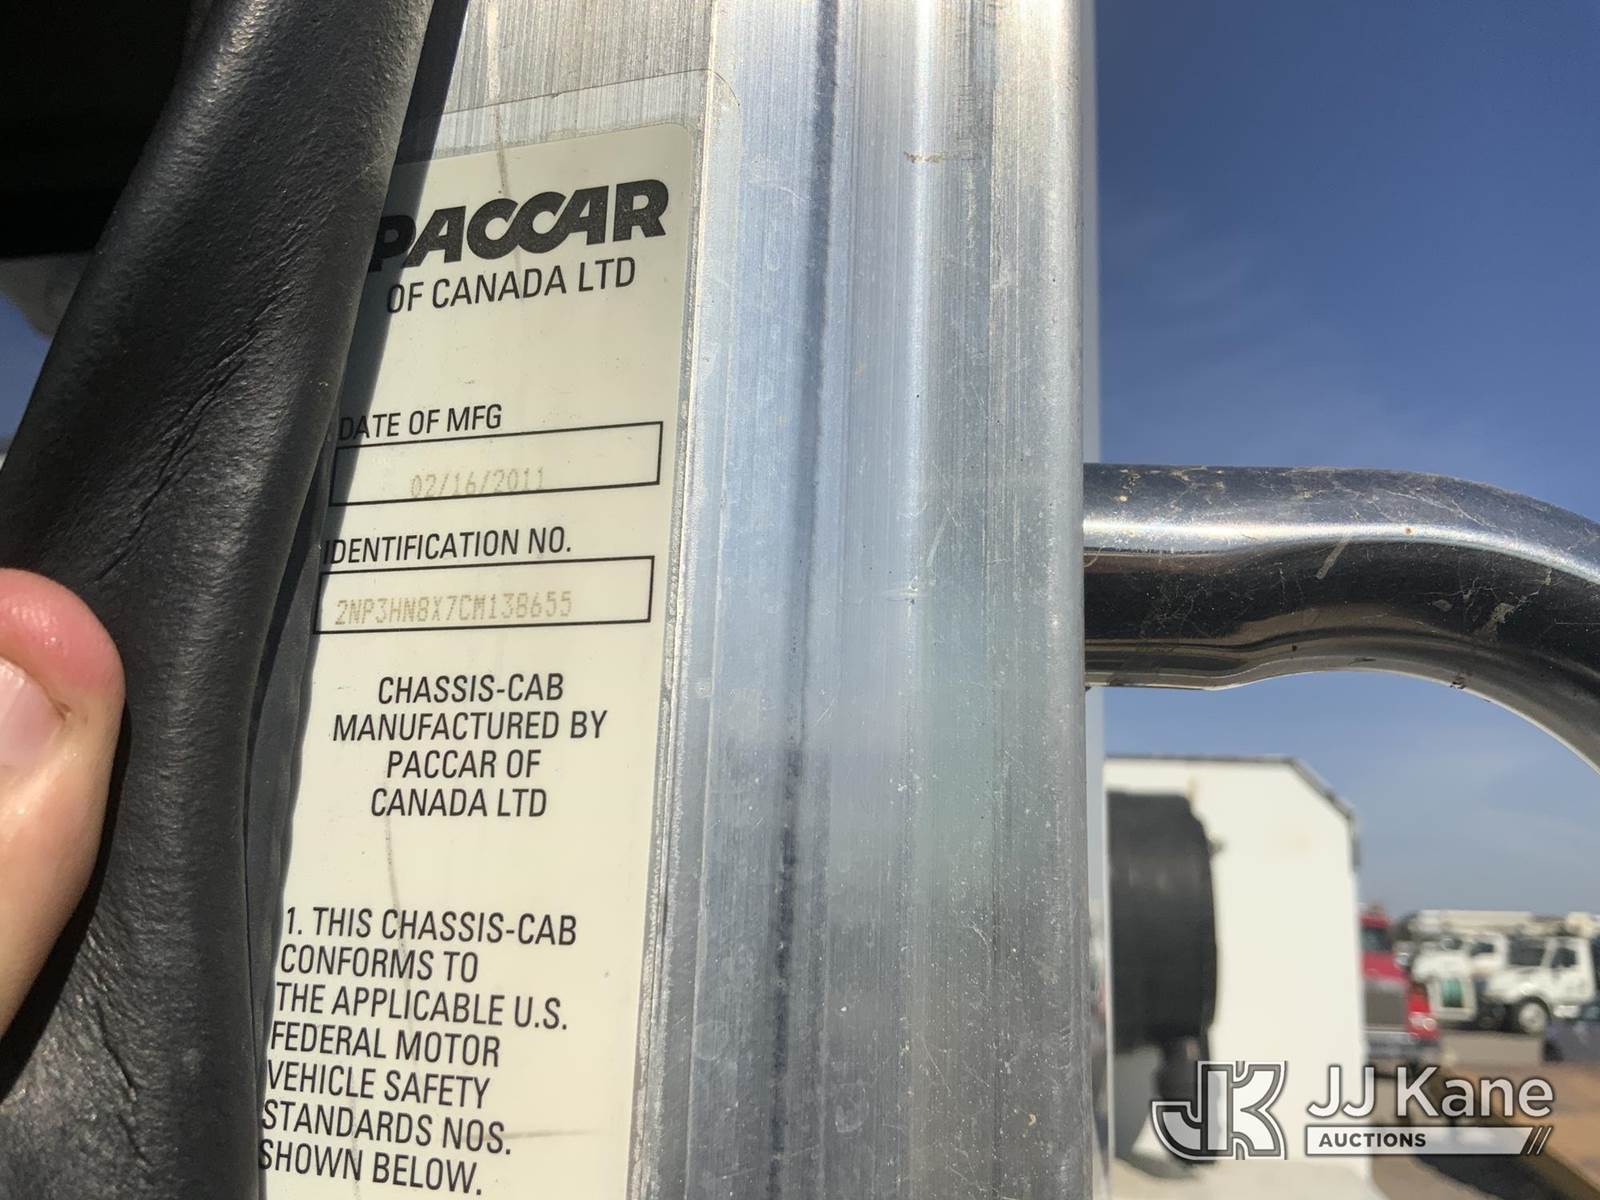 PACCAR
OF CANADA LTD
DATE OF MFG
02/16/2011
IDENTIFICATION NO.
2NP3HN8X7CM138655
CHASSIS-CAB
MANUFACTURED BY
PACCAR OF
CANADA LTD
1. THIS CHASSIS-CAB
CONFORMS TO
THE APPLICABLE U.S.
FEDERAL MOTOR
VEHICLE SAFETY
STANDARDS NOS.
SHOWN BELOW.
JK JJ Kane
AUCTIONS